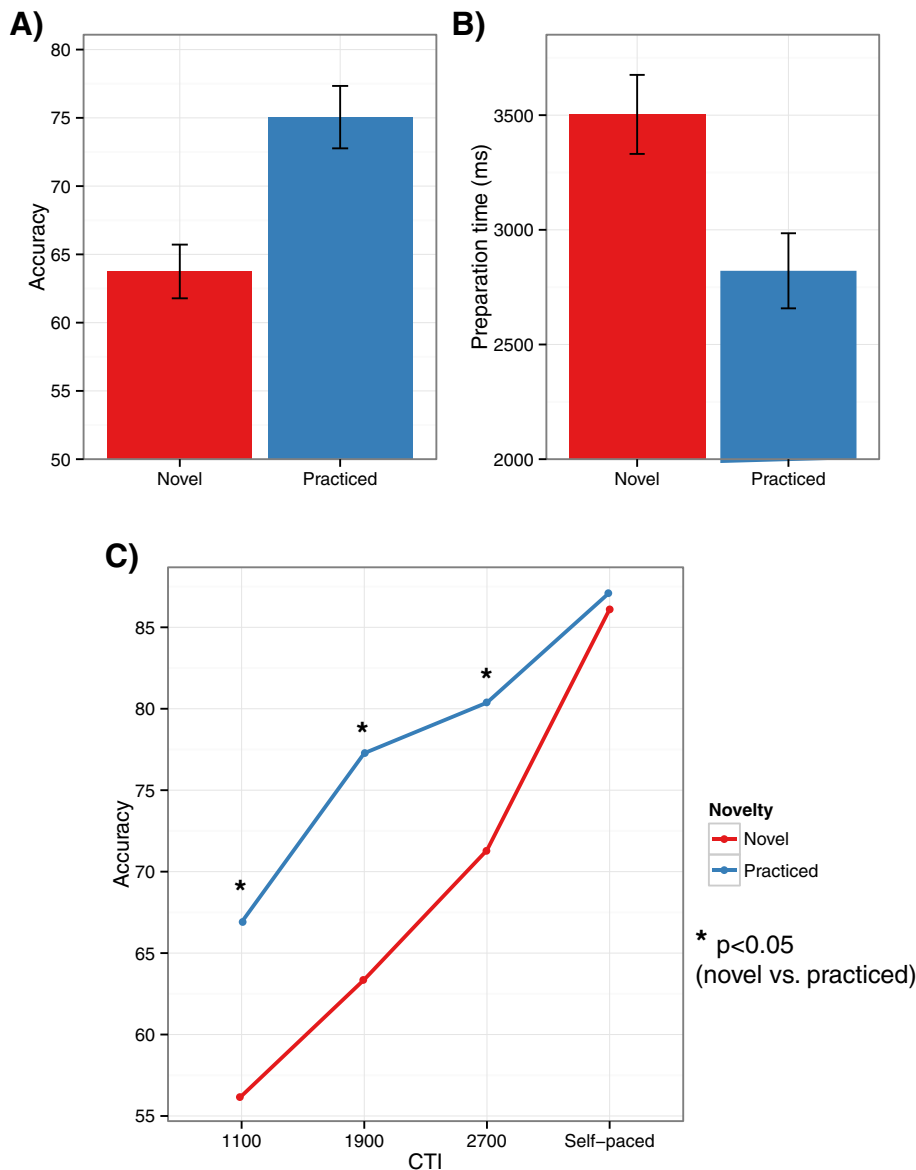 A)
Accuracy
80
75
70
65
60
55
50
Novel
Practiced
B)
Preparation time (ms)
3500
3000
2500
2000
Novel
Practiced
C)
Accuracy
85
80
75
70
65
60
55
*
*
*
1100
1900
2700
Self−paced
CTI
Novelty
Novel
Practiced
* p<0.05
(novel vs. practiced)